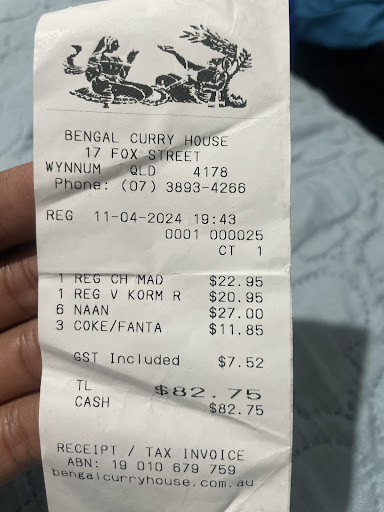 BENGAL CURRY HOUSE
17 FOX STREET
WYNNUM QLD 4178
Phone: (07) 3893-4266
REG 11-04-2024 19:43
0001 000025
CT 1
1 REG CH MAD $22.95
1 REG V KORM R $20.95
6 NAAN $27.00
3 COKE/FANTA $11.85
GST Included $7.52
TL $82.75
CASH $82.75
RECEIPT / TAX INVOICE
ABN: 19 010 679 759
bengalcurryhouse.com.au